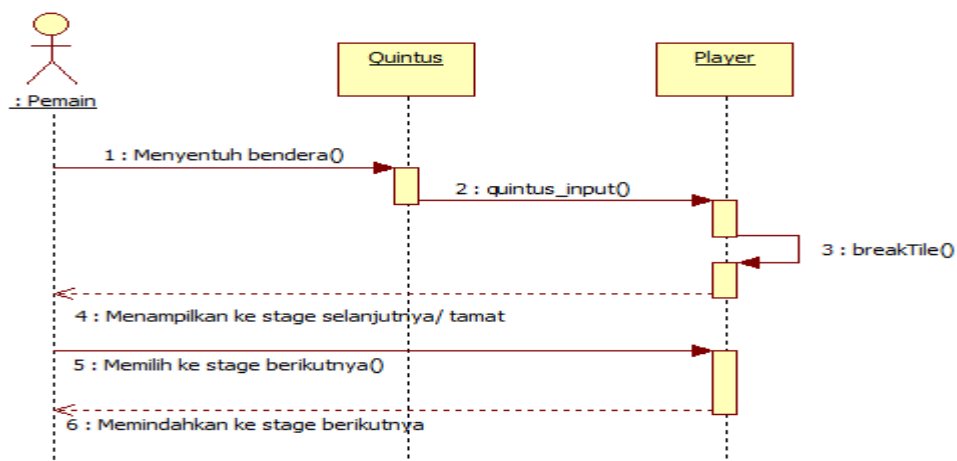 : Pemain
Quintus
Player
1 : Menyentuh bendera()
2 : quintus_input()
3 : breakTile()
4 : Menampilkan ke stage selanjutnya/ tamat
5 : Memilih ke stage berikutnya()
6 : Memindahkan ke stage berikutnya